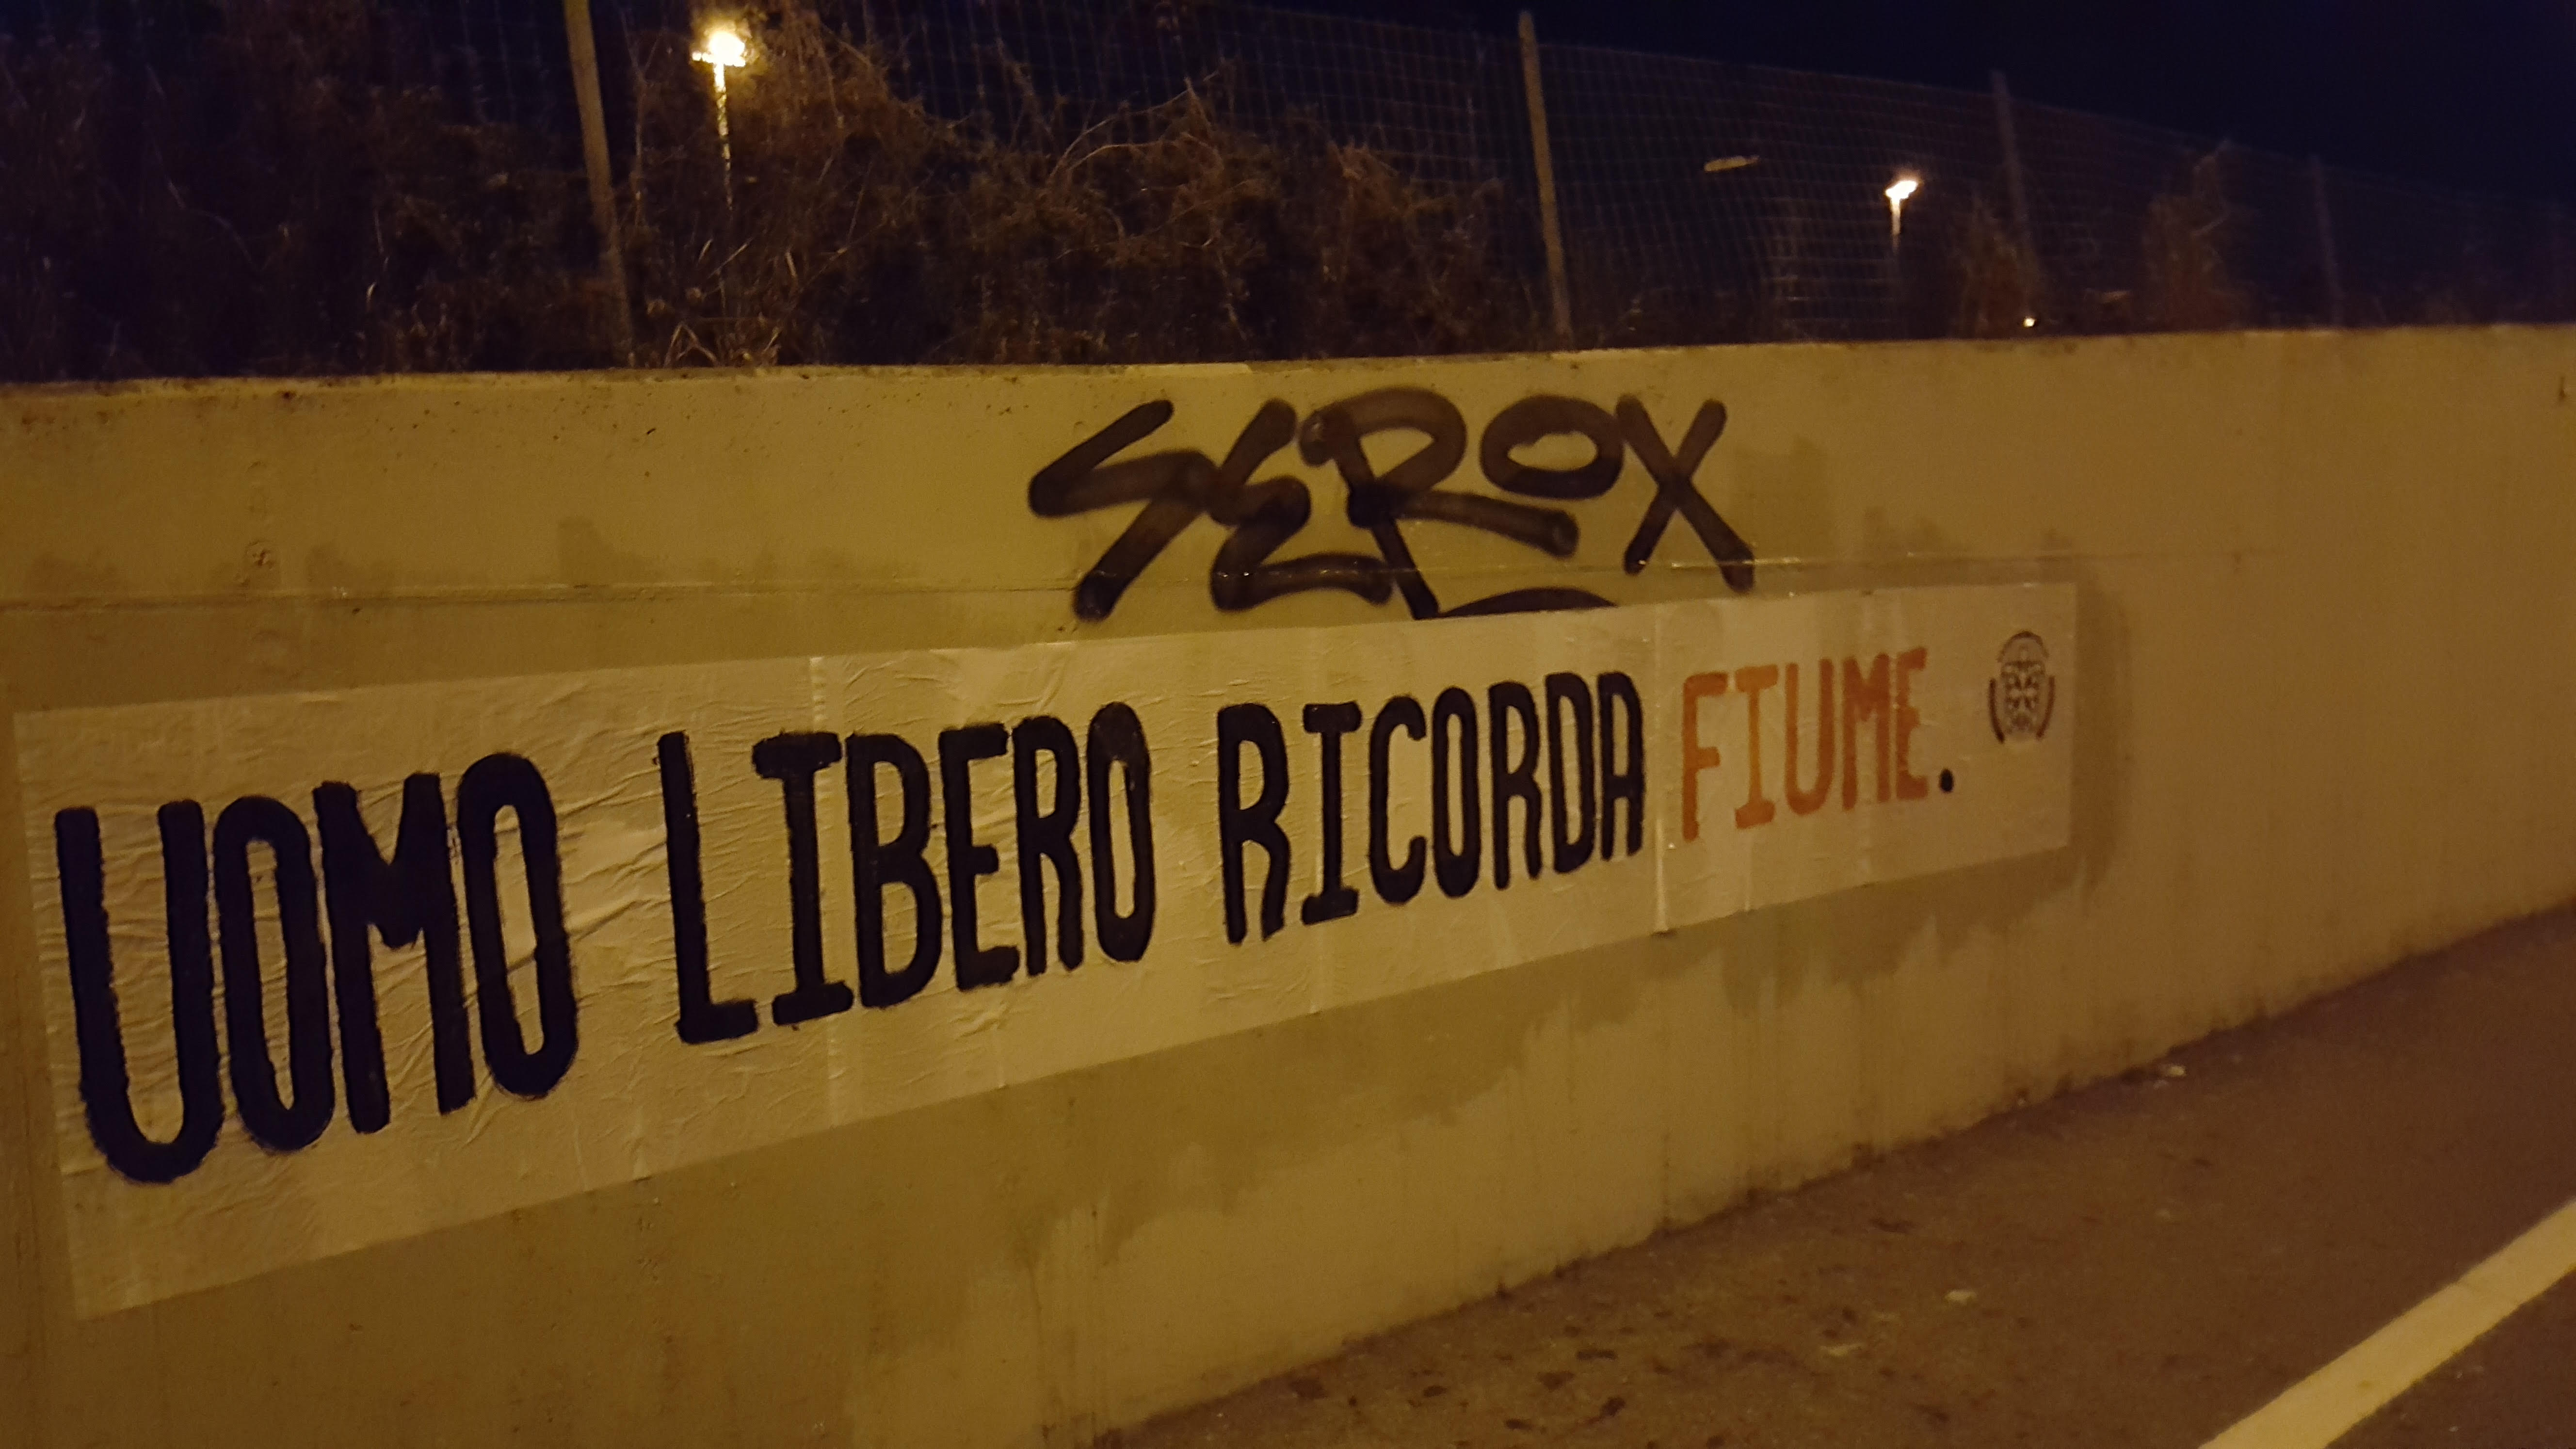 SEROX
UOMO LIBERO RICORDA FIUME.